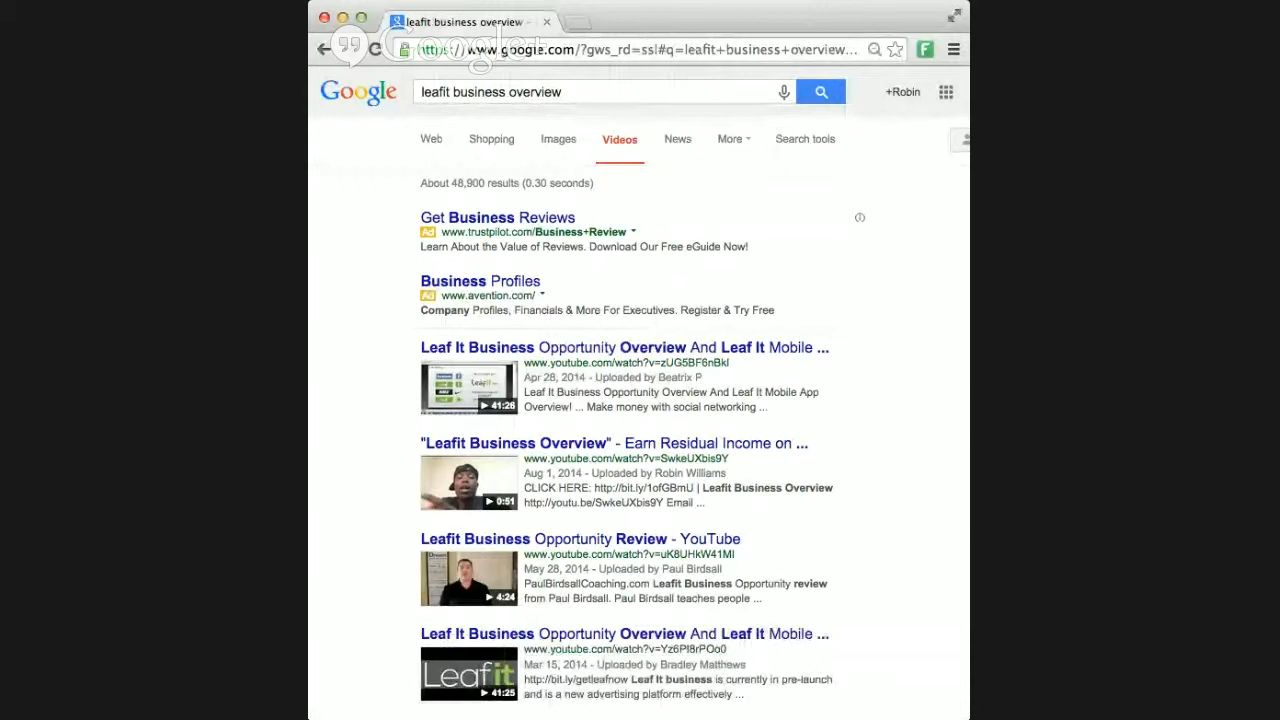 leafit business overview -
Google+
https://www.google.com/?gws_rd=ssl#q=leafit+business+overview...
Google
leafit business overview
+Robin
Web Shopping Images Videos News More Search tools
About 48,900 results (0.30 seconds)
Get Business Reviews
Ad www.trustpilot.com/Business+Review
Learn About the Value of Reviews. Download Our Free eGuide Now!
Business Profiles
Ad www.avention.com/
Company Profiles, Financials & More For Executives. Register & Try Free
Leaf It Business Opportunity Overview And Leaf It Mobile ...
www.youtube.com/watch?v=zUG5BF6nBkI
Apr 28, 2014 - Uploaded by Beatrix P
Leaf It Business Opportunity Overview And Leaf It Mobile App
Overview! ... Make money with social networking ...
Leafit
41:26
"Leafit Business Overview" - Earn Residual Income on ...
www.youtube.com/watch?v=SwkeUXbis9Y
Aug 1, 2014 - Uploaded by Robin Williams
CLICK HERE: http://bit.ly/1ofGBmU | Leafit Business Overview
http://youtu.be/SwkeUXbis9Y Email ...
0:51
Leafit Business Opportunity Review - YouTube
www.youtube.com/watch?v=uK8UHkW41MI
May 28, 2014 - Uploaded by Paul Birdsall
PaulBirdsallCoaching.com Leafit Business Opportunity review
from Paul Birdsall. Paul Birdsall teaches people ...
4:24
Leaf It Business Opportunity Overview And Leaf It Mobile ...
www.youtube.com/watch?v=Yz6PI8rPOo0
Mar 15, 2014 - Uploaded by Bradley Matthews
http://bit.ly/getleafnow Leaf It business is currently in pre-launch
and is a new advertising platform effectively ...
Leafit
41:25